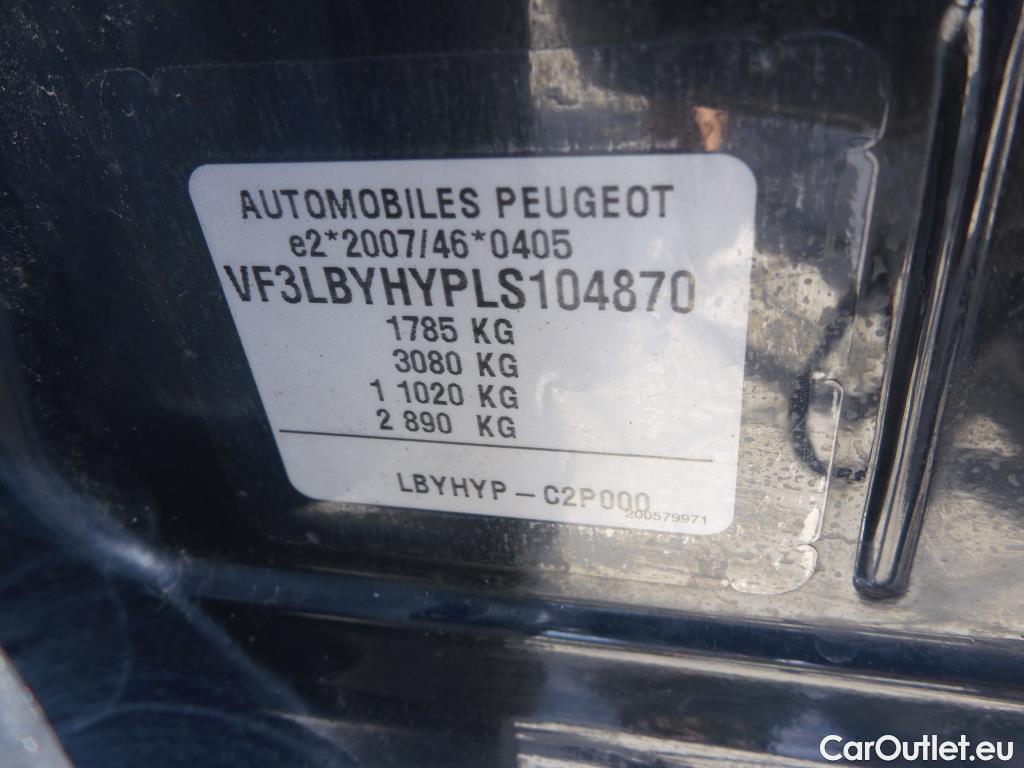 AUTOMOBILES PEUGEOT
e2*2007/46*0405
VF3LBYHYPLS104870
1785 KG
3080 KG
1 1020 KG
2 890 KG
LBYHYP – C2P000
200579971
CarOutlet.eu